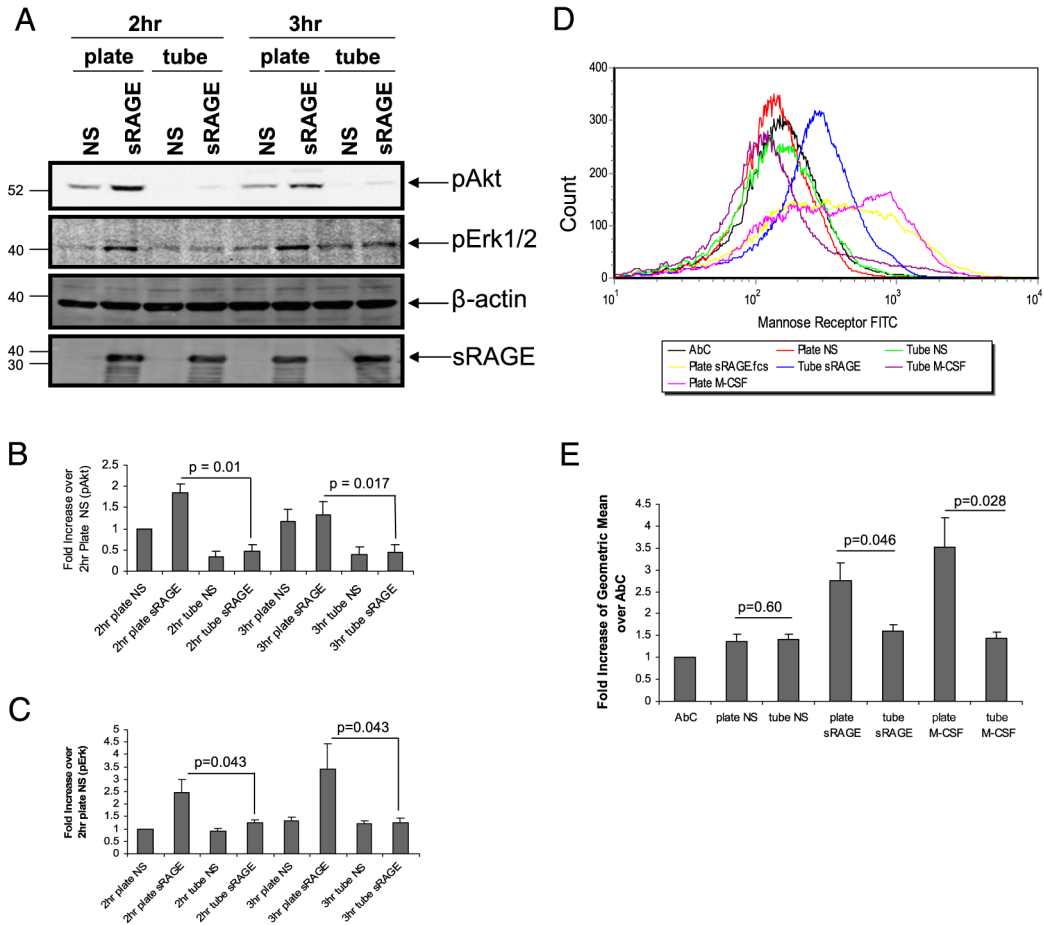 A
2hr 3hr
plate tube plate tube
NS sRAGE NS sRAGE NS sRAGE NS sRAGE
52 pAkt
40 pErk1/2
40 β-actin
40 sRAGE
30
B
Fold Increase over
2hr Plate NS (pAkt)
2.5
2
1.5
1
0.5
0
p = 0.01
p = 0.017
2hr plate NS
2hr plate sRAGE
2hr tube NS
2hr tube sRAGE
3hr plate NS
3hr plate sRAGE
3hr tube NS
3hr tube sRAGE
C
Fold Increase over
2hr plate NS (pErk)
5
4.5
4
3.5
3
2.5
2
1.5
1
0.5
0
p=0.043
p=0.043
2hr plate NS
2hr plate sRAGE
2hr tube NS
2hr tube sRAGE
3hr plate NS
3hr plate sRAGE
3hr tube NS
3hr tube sRAGE
D
Count
400
300
200
100
0
10¹ 10² 10³ 10⁴
Mannose Receptor FITC
AbC Plate NS Tube NS
Plate sRAGE.fcs Tube sRAGE Tube M-CSF
Plate M-CSF
E
Fold Increase of Geometric Mean
over AbC
4.5
4
3.5
3
2.5
2
1.5
1
0.5
0
p=0.60
p=0.046
p=0.028
AbC plate NS tube NS plate sRAGE tube sRAGE plate M-CSF tube M-CSF